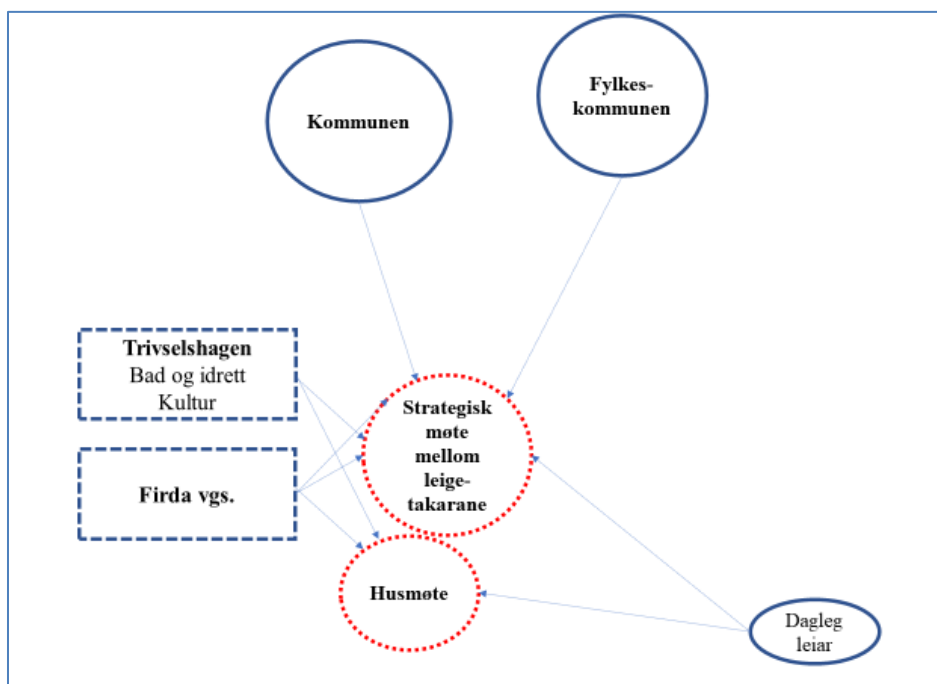 Kommunen
Fylkes-
kommunen
Trivselshagen
Bad og idrett
Kultur
Firda vgs.
Strategisk
møte
mellom
leige-
takarane
Husmøte
Dagleg
leiar